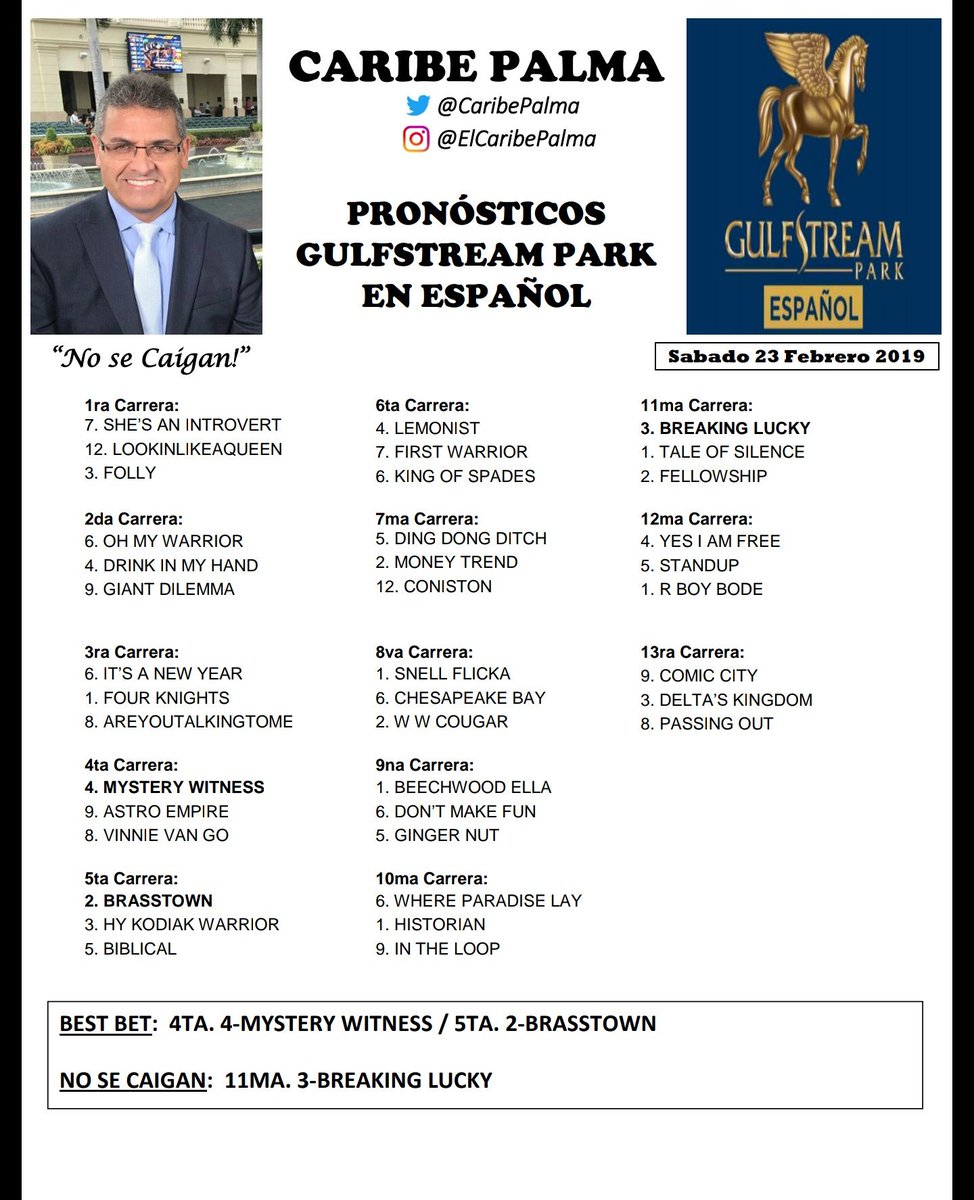 CARIBE PALMA
@CaribePalma
@ElCaribePalma
PRONÓSTICOS
GULFSTREAM PARK
EN ESPAÑOL
GULFSTREAM
PARK
ESPAÑOL
“No se Caigan!”
Sabado 23 Febrero 2019
1ra Carrera:
7. SHE’S AN INTROVERT
12. LOOKINLIKEAQUEEN
3. FOLLY
2da Carrera:
6. OH MY WARRIOR
4. DRINK IN MY HAND
9. GIANT DILEMMA
3ra Carrera:
6. IT’S A NEW YEAR
1. FOUR KNIGHTS
8. AREYOUTALKINGTOME
4ta Carrera:
4. MYSTERY WITNESS
9. ASTRO EMPIRE
8. VINNIE VAN GO
5ta Carrera:
2. BRASSTOWN
3. HY KODIAK WARRIOR
5. BIBLICAL
6ta Carrera:
4. LEMONIST
7. FIRST WARRIOR
6. KING OF SPADES
7ma Carrera:
5. DING DONG DITCH
2. MONEY TREND
12. CONISTON
8va Carrera:
1. SNELL FLICKA
6. CHESAPEAKE BAY
2. W W COUGAR
9na Carrera:
1. BEECHWOOD ELLA
6. DON’T MAKE FUN
5. GINGER NUT
10ma Carrera:
6. WHERE PARADISE LAY
1. HISTORIAN
9. IN THE LOOP
11ma Carrera:
3. BREAKING LUCKY
1. TALE OF SILENCE
2. FELLOWSHIP
12ma Carrera:
4. YES I AM FREE
5. STANDUP
1. R BOY BODE
13ra Carrera:
9. COMIC CITY
3. DELTA’S KINGDOM
8. PASSING OUT
BEST BET: 4TA. 4-MYSTERY WITNESS / 5TA. 2-BRASSTOWN
NO SE CAIGAN: 11MA. 3-BREAKING LUCKY